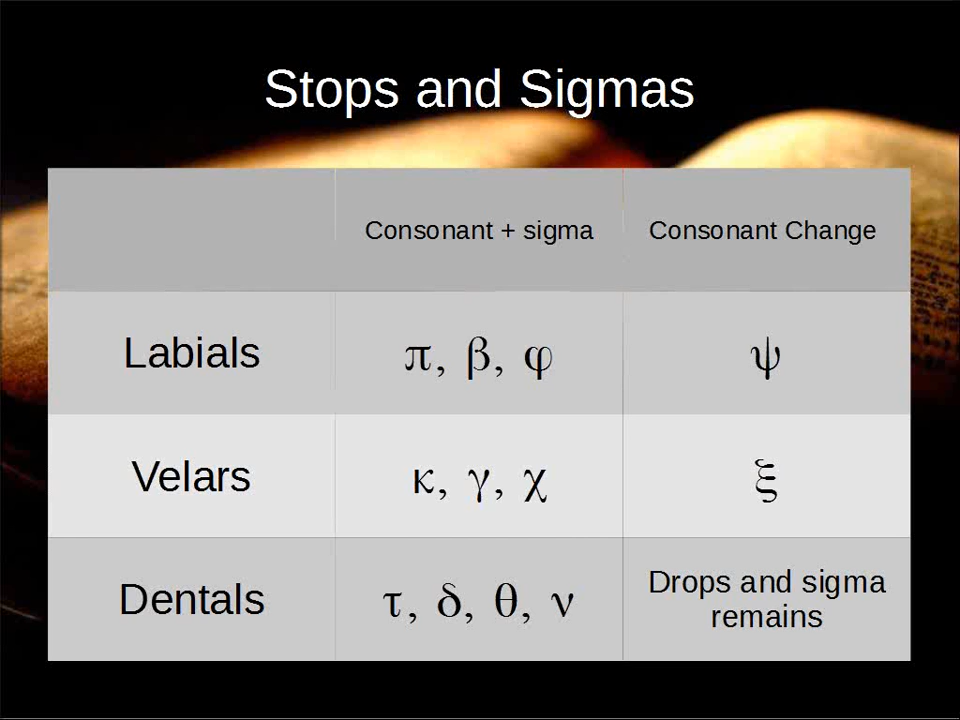 Stops and Sigmas
Consonant + sigma
Consonant Change
Labials
π, β, φ
ψ
Velars
κ, γ, χ
ξ
Dentals
τ, δ, θ, ν
Drops and sigma
remains